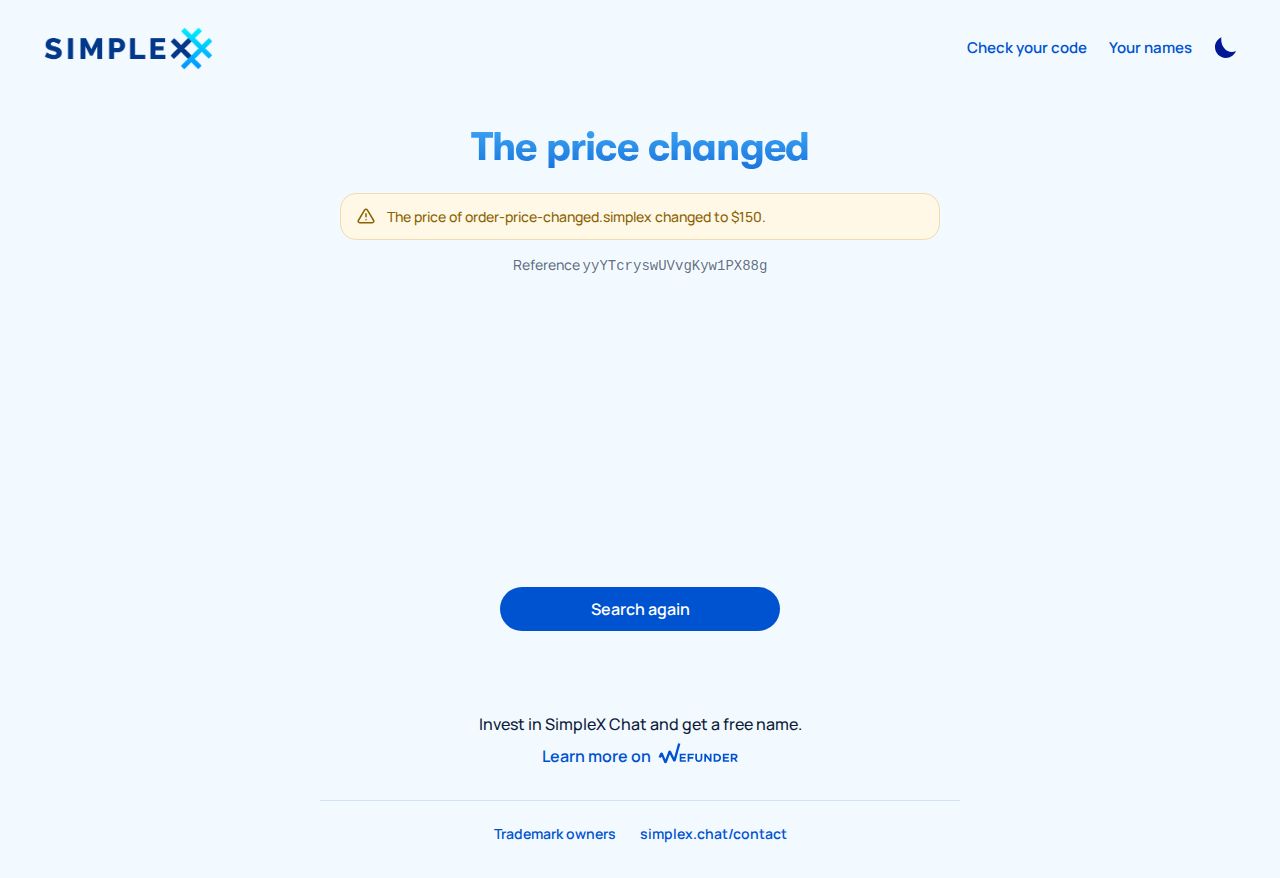 SIMPLEX
Check your code
Your names
The price changed
The price of order-price-changed.simplex changed to $150.
Reference yyYTcryswUVvgKyw1PX88g
Search again
Invest in SimpleX Chat and get a free name.
Learn more on WEFUNDER
Trademark owners
simplex.chat/contact